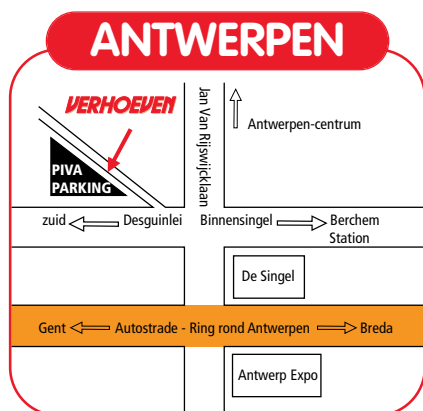 ANTWERPEN
VERHOEVEN
Jan Van Rijswijcklaan
Antwerpen-centrum
PIVA
PARKING
zuid Desguinlei Binnensingel Berchem
Station
De Singel
Gent Autostrade - Ring rond Antwerpen Breda
Antwerp Expo